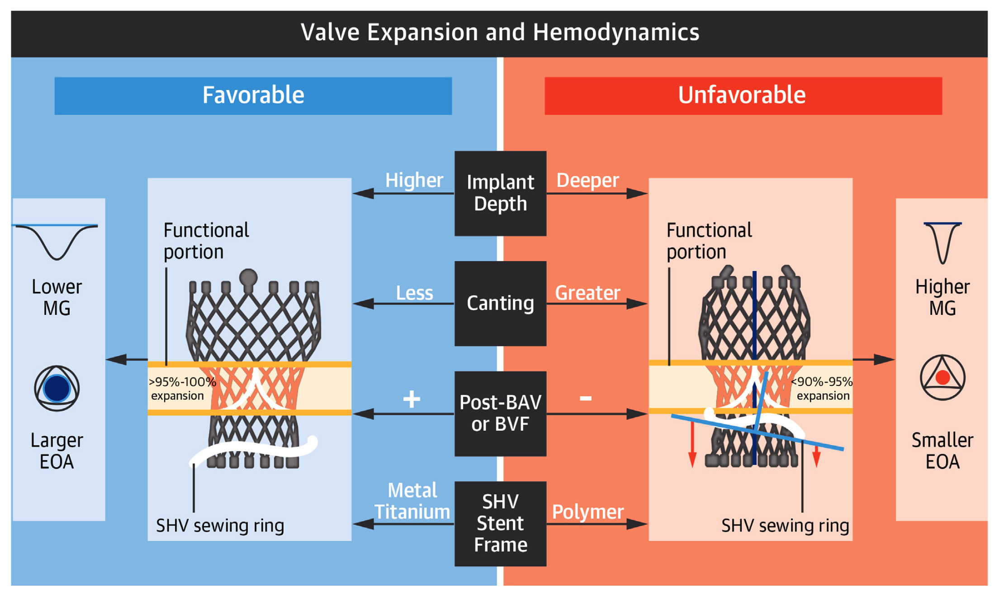 Valve Expansion and Hemodynamics
Favorable
Unfavorable
Higher
Implant
Depth
Deeper
Less
Canting
Greater
+
Post-BAV
or BVF
-
Metal
Titanium
SHV
Stent
Frame
Polymer
Functional
portion
>95%-100%
expansion
SHV sewing ring
Lower
MG
Larger
EOA
Functional
portion
<90%-95%
expansion
SHV sewing ring
Higher
MG
Smaller
EOA